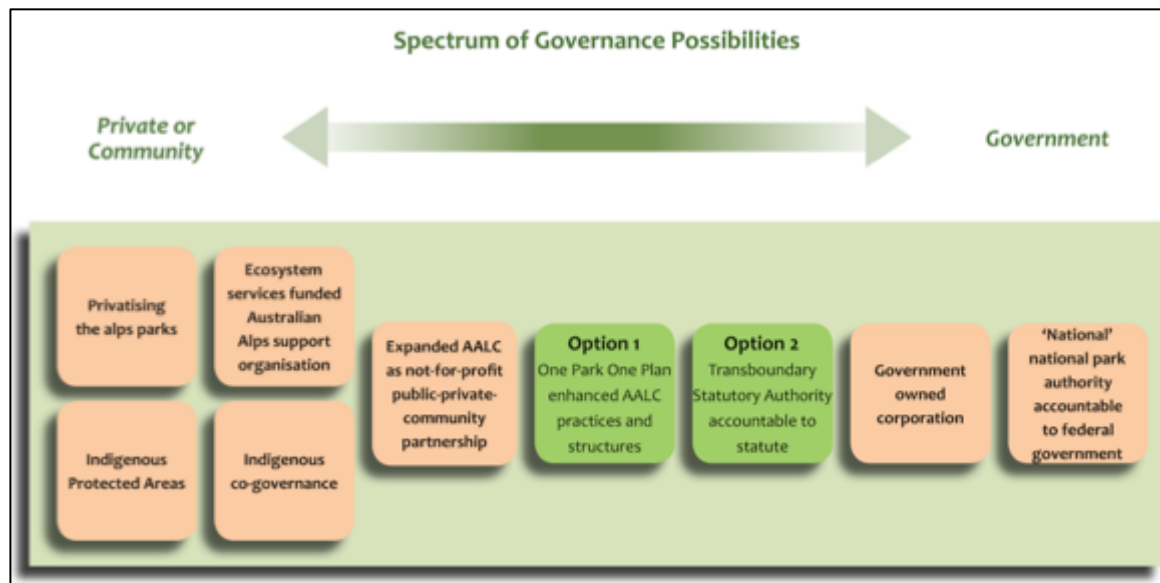 Spectrum of Governance Possibilities
Private or
Community
Government
Privatising
the alps parks
Ecosystem
services funded
Australian
Alps support
organisation
Indigenous
Protected Areas
Indigenous
co-governance
Expanded AALC
as not-for-profit
public-private-
community
partnership
Option 1
One Park One Plan
enhanced AALC
practices and
structures
Option 2
Transboundary
Statutory Authority
accountable to
statute
Government
owned
corporation
‘National’
national park
authority
accountable
to federal
government